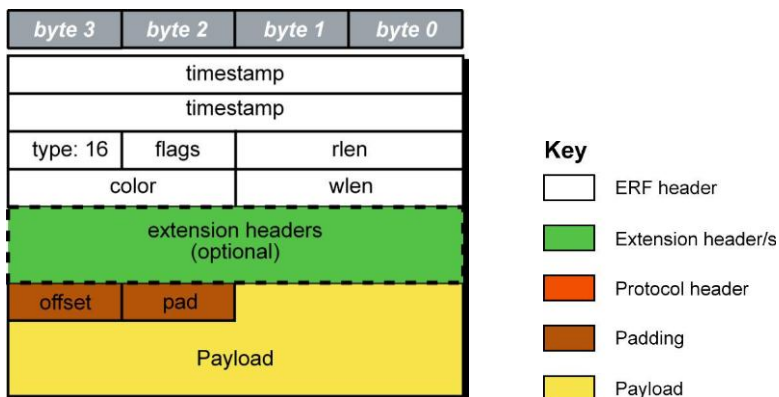 byte 3 byte 2 byte 1 byte 0
timestamp
timestamp
type: 16 flags rlen
color wlen
extension headers
(optional)
offset pad
Payload
Key
ERF header
Extension header/s
Protocol header
Padding
Payload